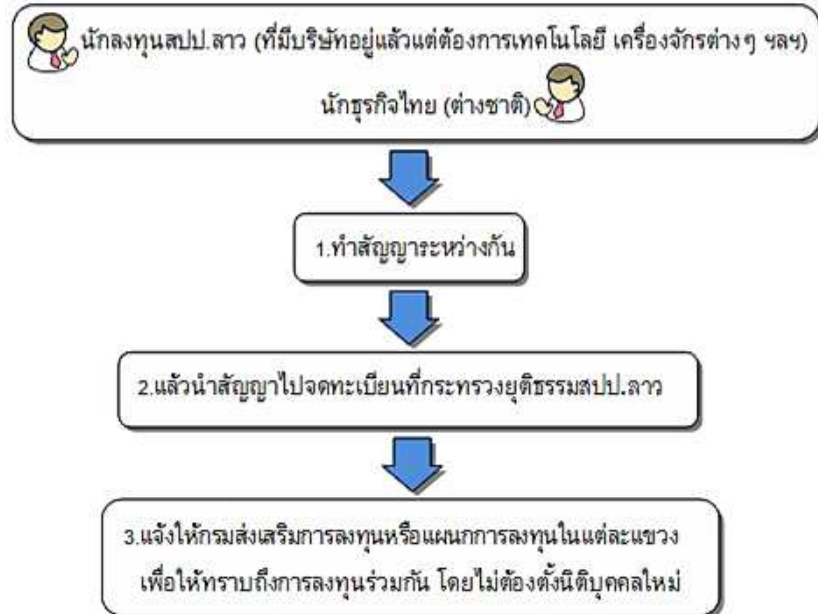 นักลงทุนสปป.ลาว (ที่มีบริษัทอยู่แล้วแต่ต้องการเทคโนโลยี เครื่องจักรต่างๆ ฯลฯ)
นักธุรกิจไทย (ต่างชาติ)
1.ทำสัญญาระหว่างกัน
2.แล้วนำสัญญาไปจดทะเบียนที่กระทรวงยุติธรรมสปป.ลาว
3.แจ้งให้กรมส่งเสริมการลงทุนหรือแผนกการลงทุนในแต่ละแขวง
เพื่อให้ทราบถึงการลงทุนร่วมกัน โดยไม่ต้องตั้งนิติบุคคลใหม่